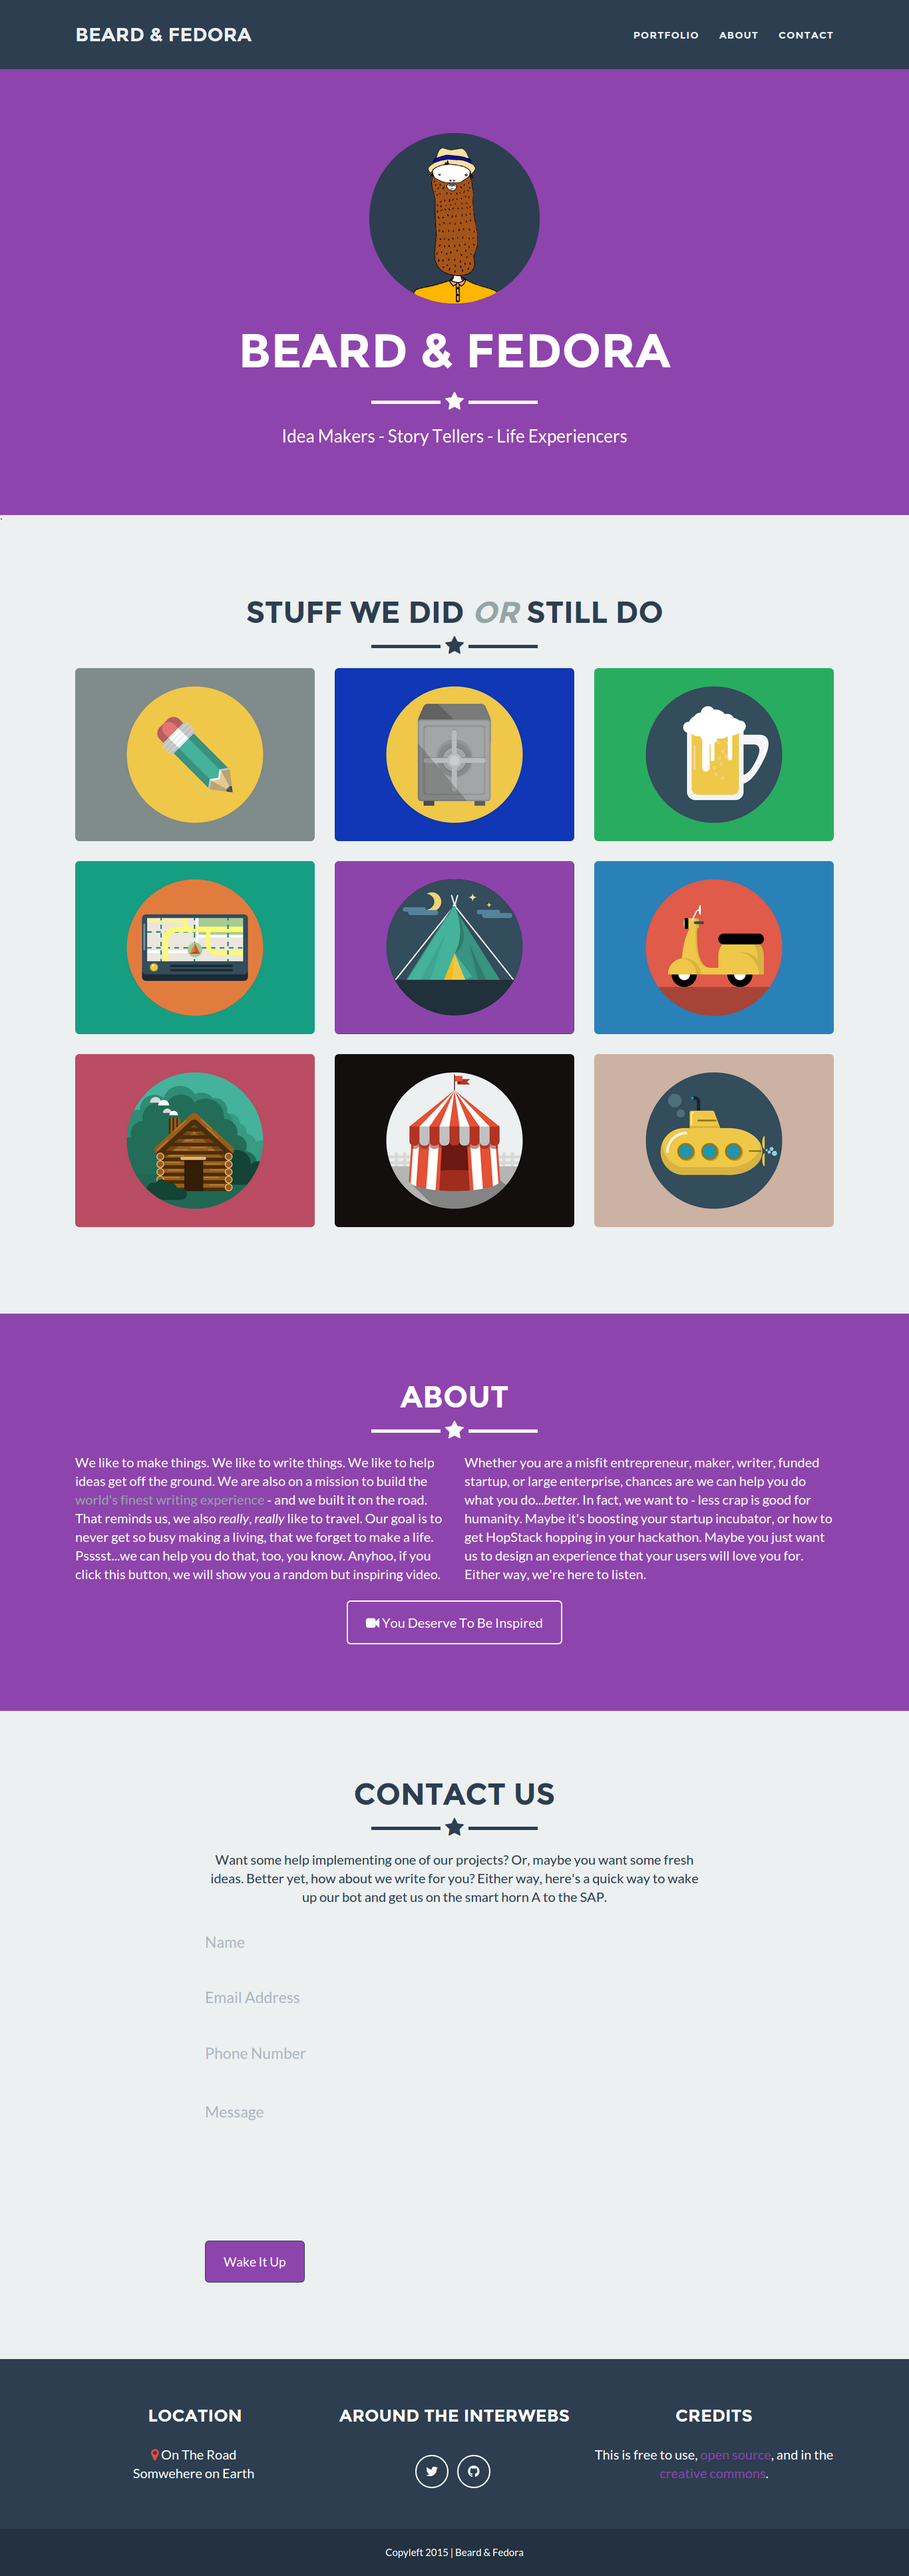 BEARD & FEDORA
PORTFOLIO ABOUT CONTACT
BEARD & FEDORA
Idea Makers - Story Tellers - Life Experiencers
STUFF WE DID OR STILL DO
ABOUT
We like to make things. We like to write things. We like to help
ideas get off the ground. We are also on a mission to build the
world's finest writing experience - and we built it on the road.
That reminds us, we also really, really like to travel. Our goal is to
never get so busy making a living, that we forget to make a life.
Psssst...we can help you do that, too, you know. Anyhoo, if you
click this button, we will show you a random but inspiring video.
Whether you are a misfit entrepreneur, maker, writer, funded
startup, or large enterprise, chances are we can help you do
what you do...better. In fact, we want to - less crap is good for
humanity. Maybe it's boosting your startup incubator, or how to
get HopStack hopping in your hackathon. Maybe you just want
us to design an experience that your users will love you for.
Either way, we're here to listen.
You Deserve To Be Inspired
CONTACT US
Want some help implementing one of our projects? Or, maybe you want some fresh
ideas. Better yet, how about we write for you? Either way, here's a quick way to wake
up our bot and get us on the smart horn A to the SAP.
Name
Email Address
Phone Number
Message
Wake It Up
LOCATION
On The Road
Somwehere on Earth
AROUND THE INTERWEBS
CREDITS
This is free to use, open source, and in the
creative commons.
Copyleft 2015 | Beard & Fedora